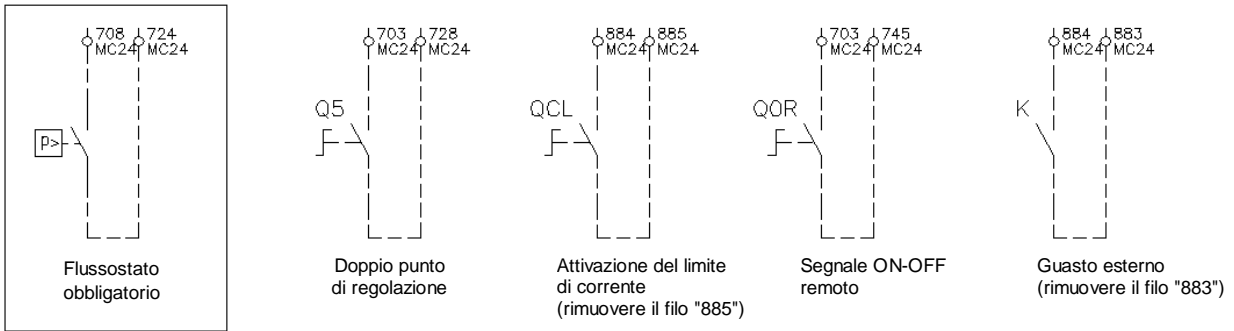 708 724
MC24 MC24
P>
Flussostato
obbligatorio
703 728
MC24 MC24
Q5
Doppio punto
di regolazione
884 885
MC24 MC24
QCL
Attivazione del limite
di corrente
(rimuovere il filo "885")
703 745
MC24 MC24
Q0R
Segnale ON-OFF
remoto
884 883
MC24 MC24
K
Guasto esterno
(rimuovere il filo "883")